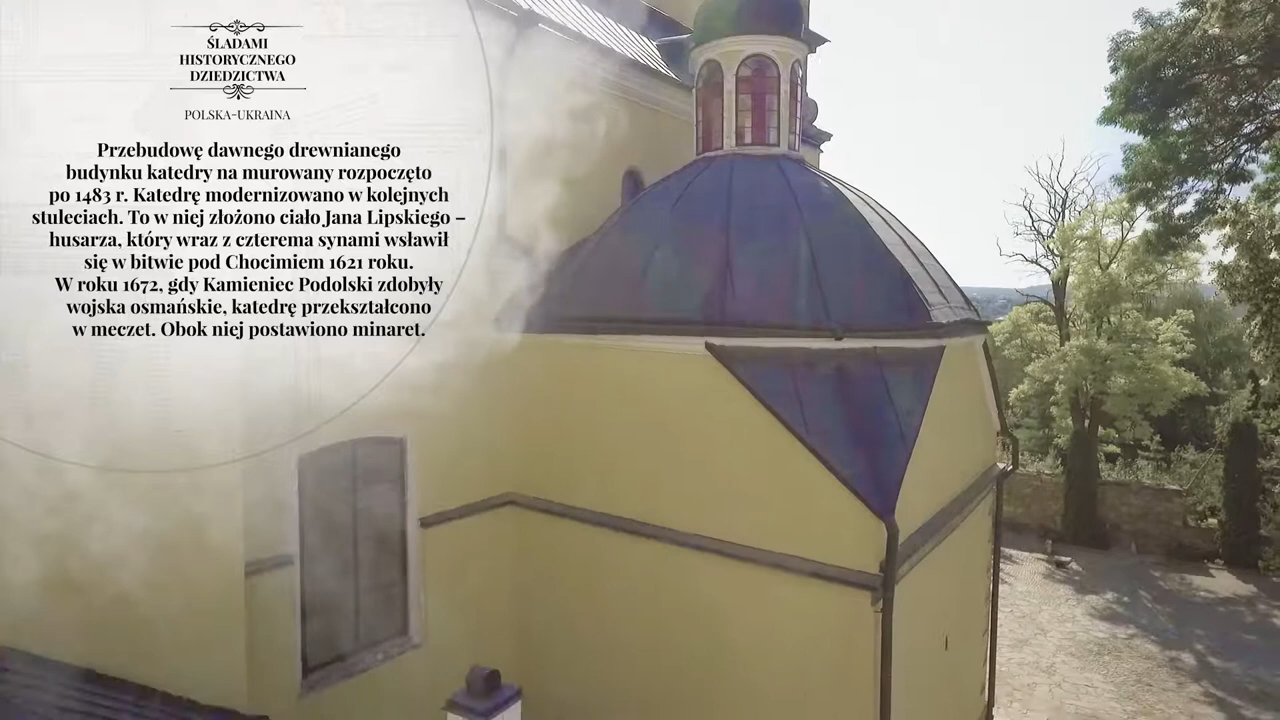 ŚLADAMI
HISTORYCZNEGO
DZIEDZICTWA
POLSKA-UKRAINA
Przebudowę dawnego drewnianego
budynku katedry na murowany rozpoczęto
po 1483 r. Katedrę modernizowano w kolejnych
stuleciach. To w niej złożono ciało Jana Lipskiego –
husarza, który wraz z czterema synami wsławił
się w bitwie pod Chocimiem 1621 roku.
W roku 1672, gdy Kamieniec Podolski zdobyły
wojska osmańskie, katedrę przekształcono
w meczet. Obok niej postawiono minaret.